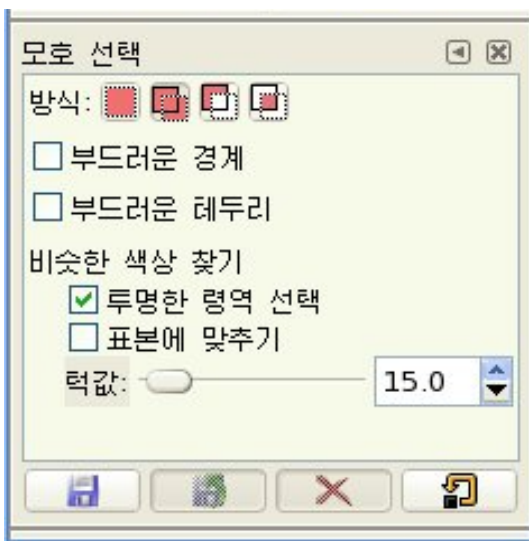 모호 선택
방식:
부드러운 경계
부드러운 테두리
비슷한 색상 찾기
투명한 령역 선택
표본에 맞추기
턱값: 15.0